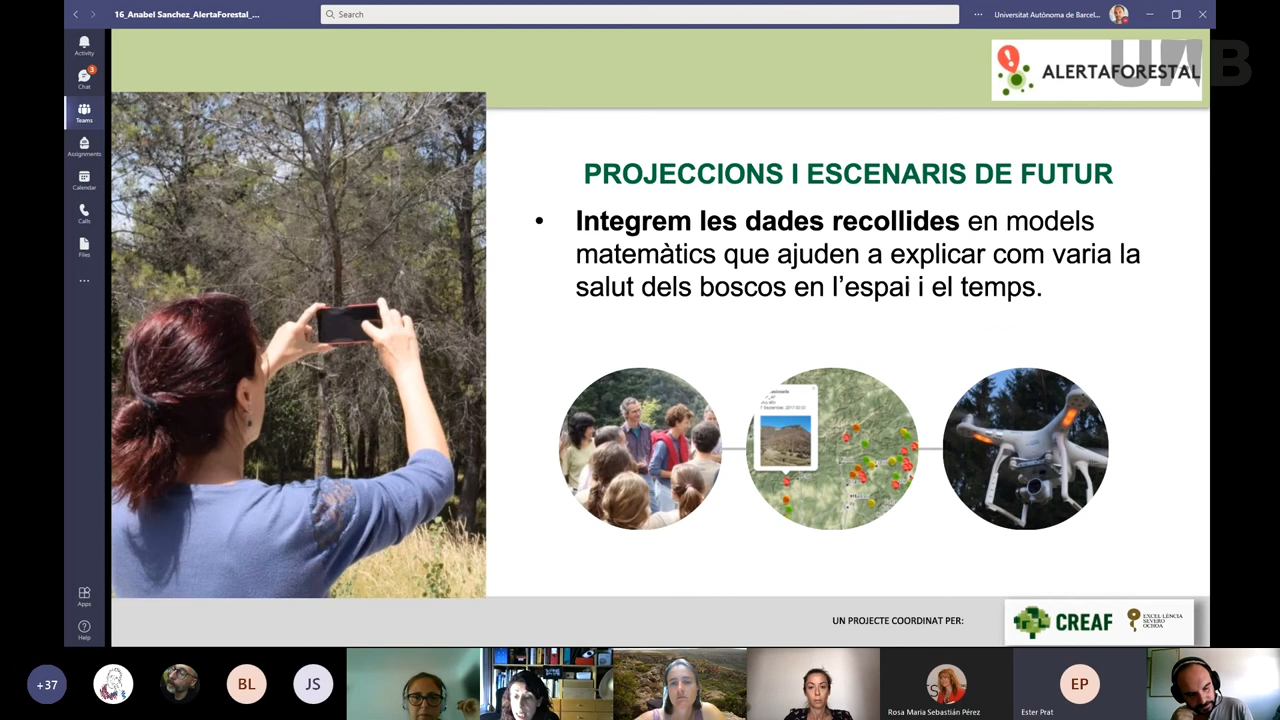 16_Anabel Sanchez_AlertaForestal_...
Search
Universitat Autònoma de Barcel...
Activity
3
Chat
Teams
Assignments
Calendar
Calls
Files
Apps
Help
UAB
ALERTAFORESTAL
PROJECCIONS I ESCENARIS DE FUTUR
• Integrem les dades recollides en models
matemàtics que ajuden a explicar com varia la
salut dels boscos en l'espai i el temps.
UN PROJECTE COORDINAT PER:
CREAF
EXCEL·LÈNCIA
SEVERO
OCHOA
+37
BL
JS
Rosa Maria Sebastián Pérez
EP
Ester Prat